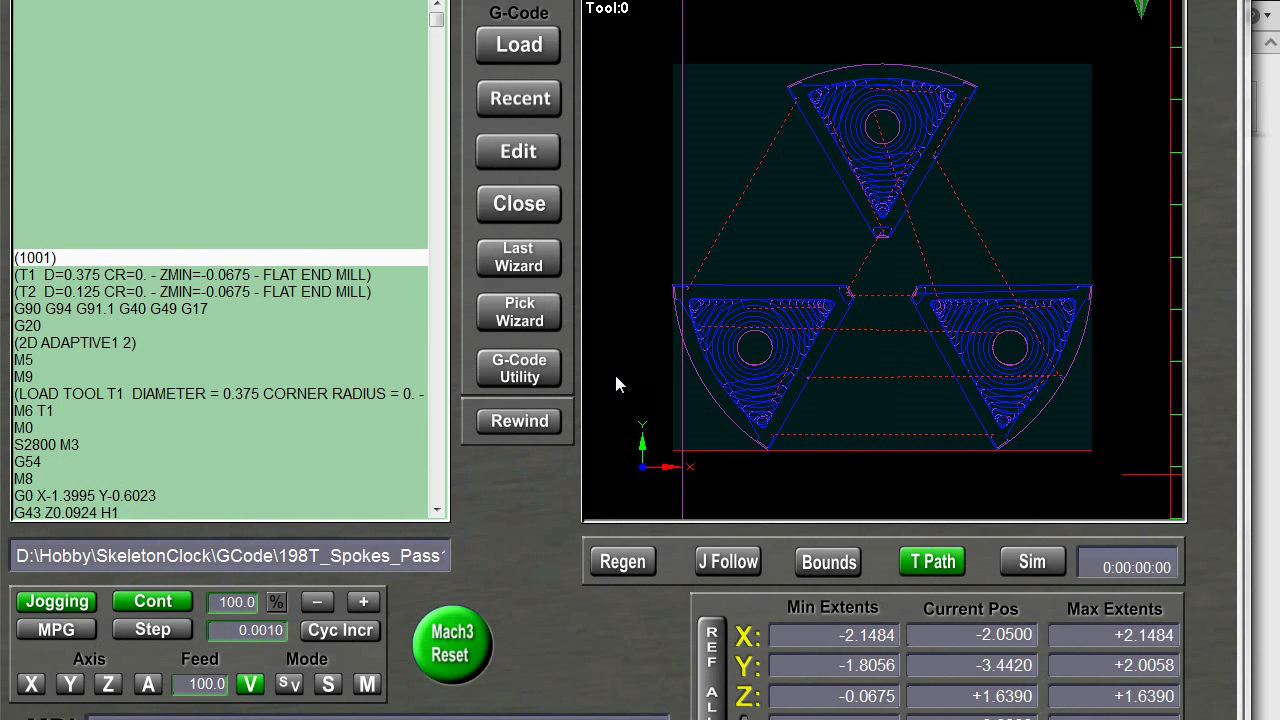 Tool:0
G-Code
Load
Recent
Edit
Close
Last
Wizard
Pick
Wizard
G-Code
Utility
Rewind
(1001)
(T1 D=0.375 CR=0. - ZMIN=-0.0675 - FLAT END MILL)
(T2 D=0.125 CR=0. - ZMIN=-0.0675 - FLAT END MILL)
G90 G94 G91.1 G40 G49 G17
G20
(2D ADAPTIVE1 2)
M5
M9
(LOAD TOOL T1 DIAMETER = 0.375 CORNER RADIUS = 0. -
M6 T1
M0
S2800 M3
G54
M8
G0 X-1.3995 Y-0.6023
G43 Z0.0924 H1
Y
X
D:\Hobby\SkeletonClock\GCode\198T_Spokes_Pass
Regen
J Follow
Bounds
T Path
Sim
0:00:00:00
Jogging
Cont
100.0
%
−
+
MPG
Step
0.0010
Cyc Incr
Axis
Feed
Mode
X
Y
Z
A
100.0
V
SV
S
M
Mach3
Reset
Min Extents
Current Pos
Max Extents
REF ALL
X: -2.1484 -2.0500 +2.1484
Y: -1.8056 -3.4420 +2.0058
Z: -0.0675 +1.6390 +1.6390